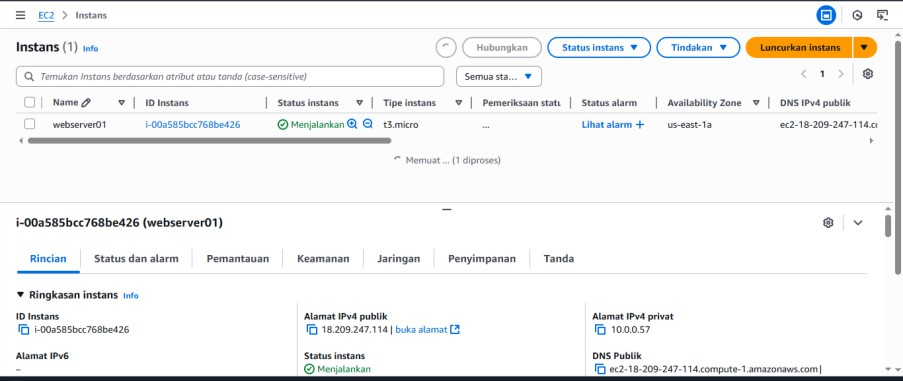 EC2 > Instans
Instans (1) Info
Hubungkan
Status instans
Tindakan
Luncurkan instans
Temukan Instans berdasarkan atribut atau tanda (case-sensitive)
Semua sta...
1
Name ID Instans Status instans Tipe instans Pemeriksaan statu Status alarm Availability Zone DNS IPv4 publik
webserver01 i-00a585bcc768be426 Menjalankan t3.micro ... Lihat alarm + us-east-1a ec2-18-209-247-114.co
Memuat ... (1 diproses)
i-00a585bcc768be426 (webserver01)
Rincian Status dan alarm Pemantauan Keamanan Jaringan Penyimpanan Tanda
Ringkasan instans Info
ID Instans
i-00a585bcc768be426
Alamat IPv4 publik
18.209.247.114 | buka alamat
Alamat IPv4 privat
10.0.0.57
Alamat IPv6
–
Status instans
Menjalankan
DNS Publik
ec2-18-209-247-114.compute-1.amazonaws.com |